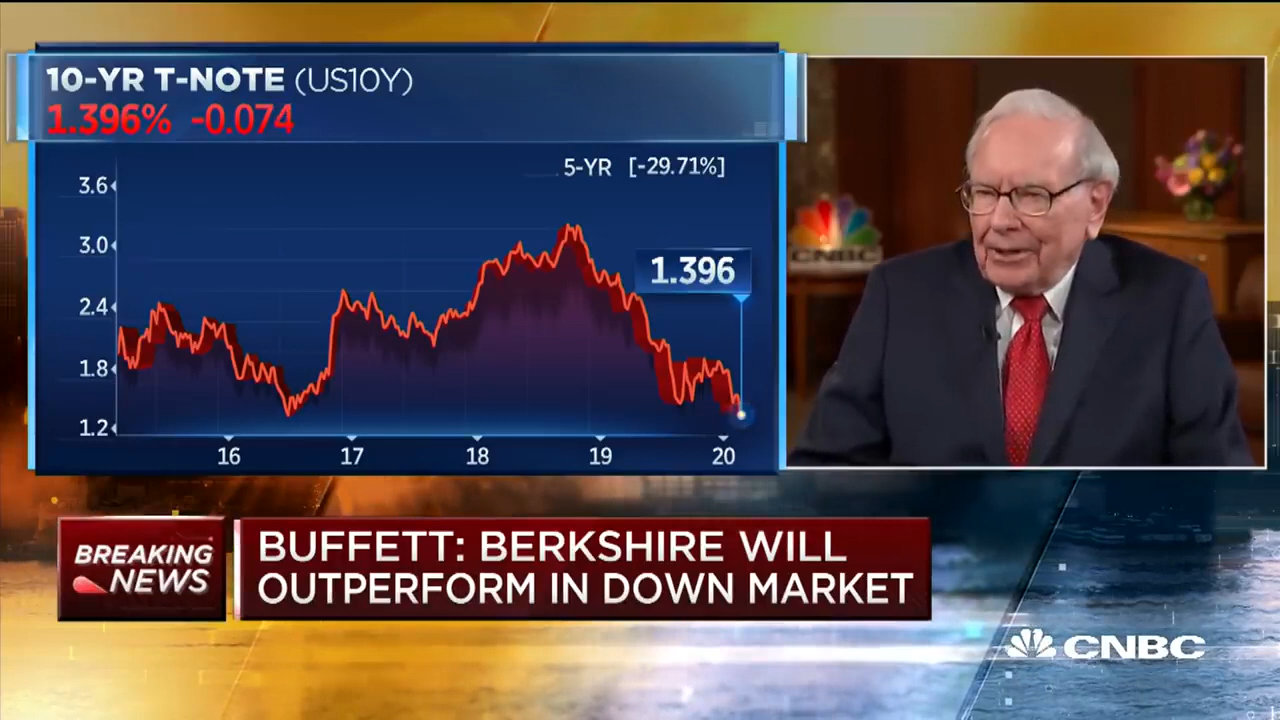 10-YR T-NOTE (US10Y)
1.396% -0.074
5-YR [-29.71%]
3.6
3.0
2.4
1.8
1.2
1.396
16
17
18
19
20
CNBC
BREAKING
NEWS
BUFFETT: BERKSHIRE WILL
OUTPERFORM IN DOWN MARKET
CNBC